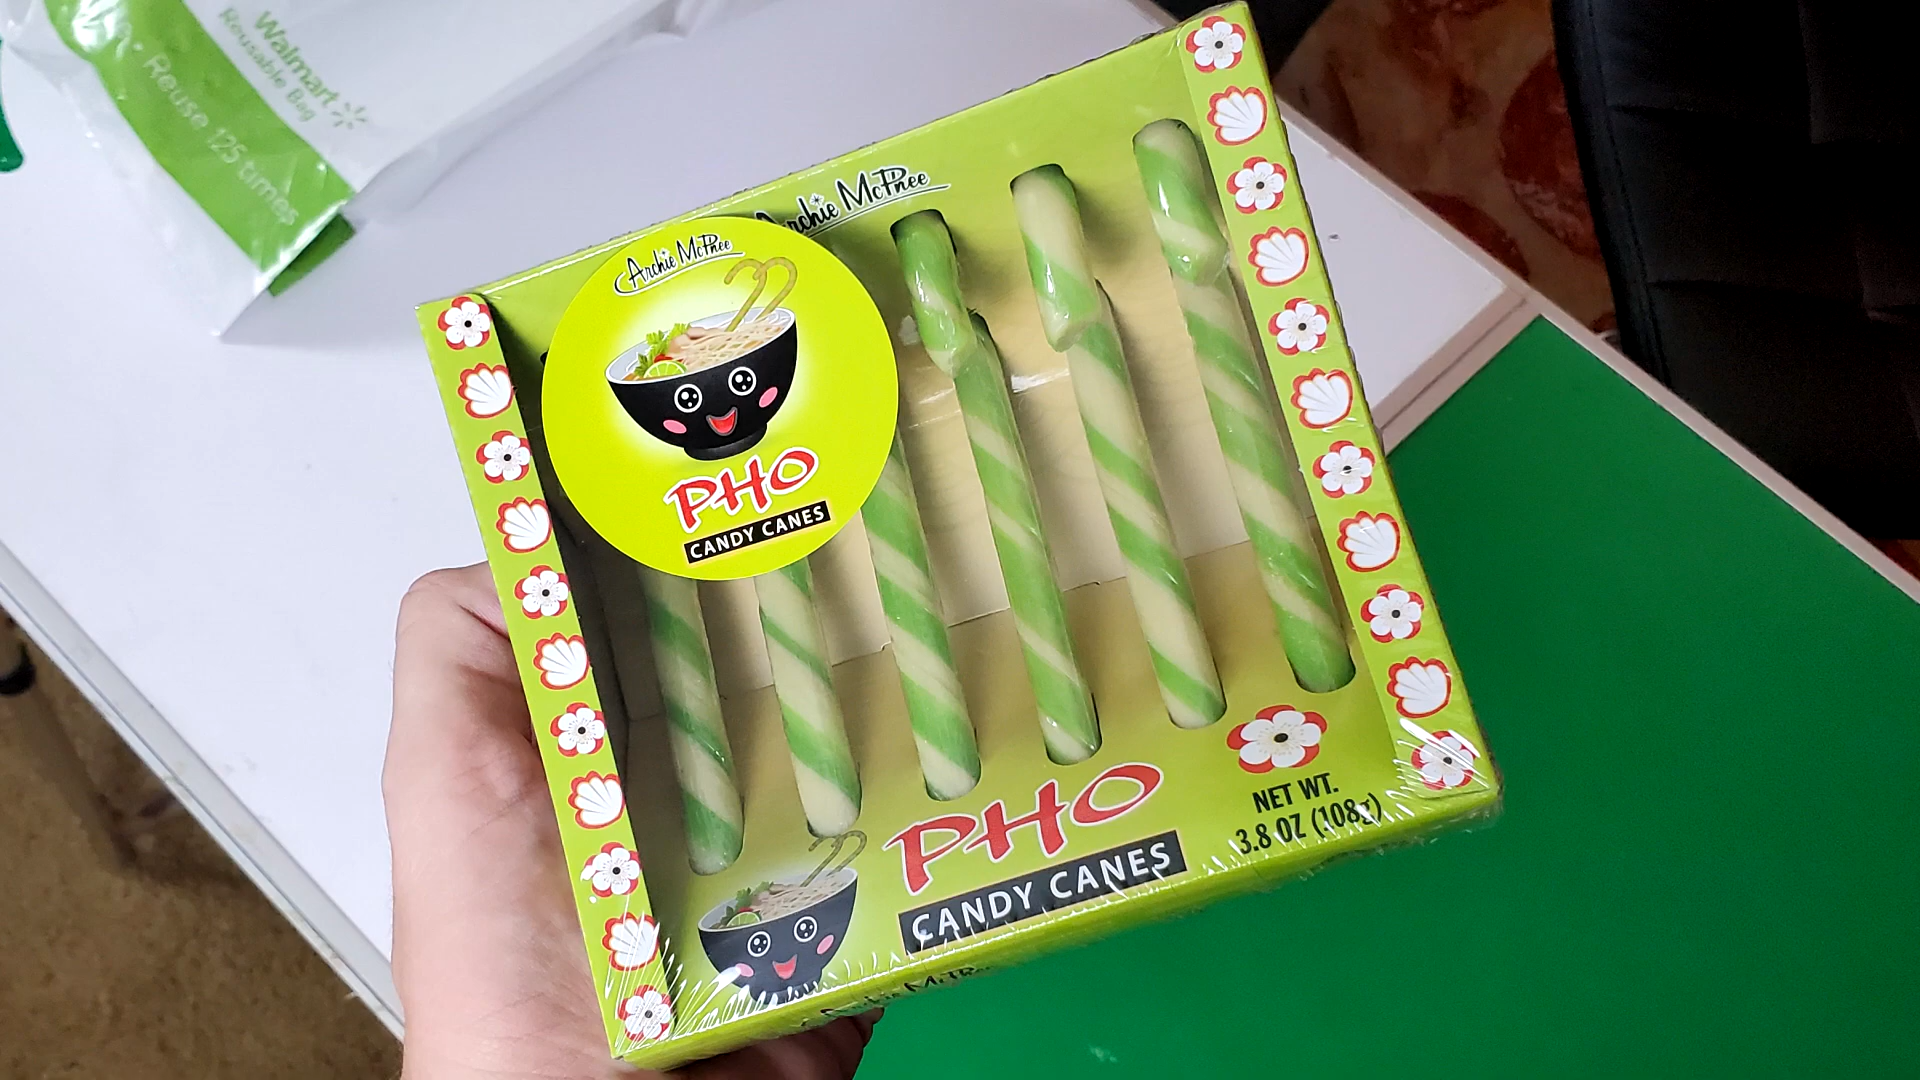 Walmart
Reusable Bag
Reuse 125 times
Archie McPhee
Archie McPhee
PHO
CANDY CANES
PHO
CANDY CANES
NET WT.
3.8 OZ (108g)